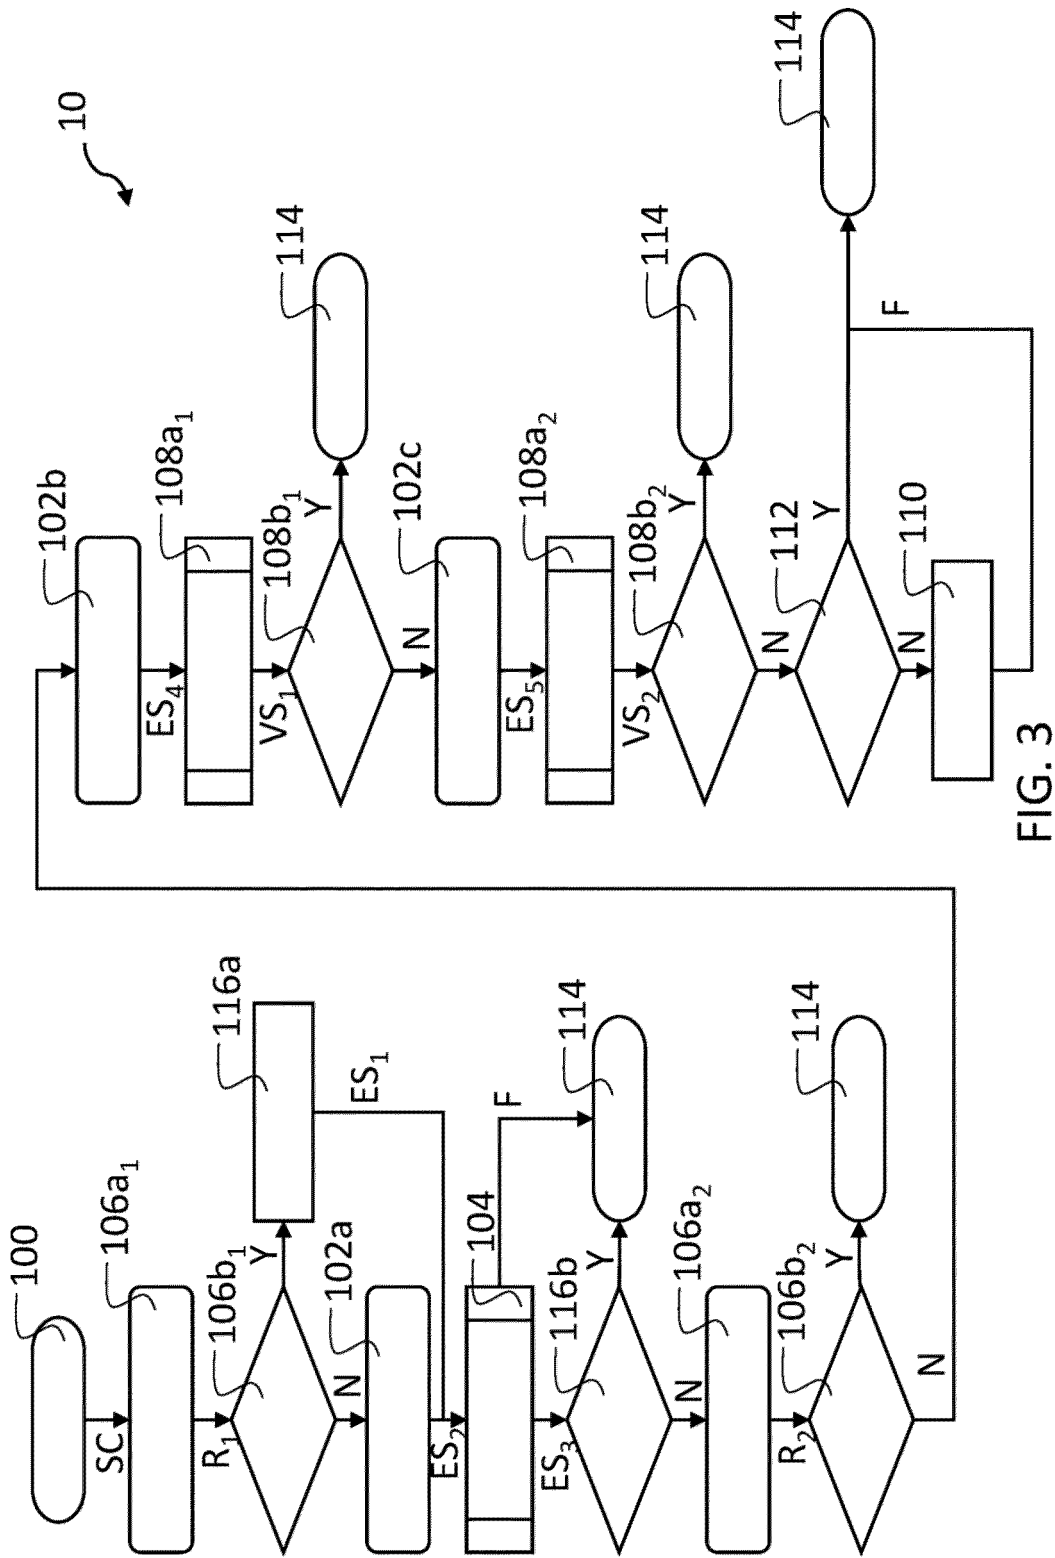 10
100
SC
106a₁
R₁
106b₁
Y
116a
ES₁
N
102a
ES₂
104
F
114
ES₃
116b
Y
N
106a₂
R₂
106b₂
Y
114
N
102b
ES₄
108a₁
VS₁
108b₁
Y
114
N
102c
ES₅
108a₂
VS₂
108b₂
Y
114
N
112
Y
114
N
110
F
FIG. 3